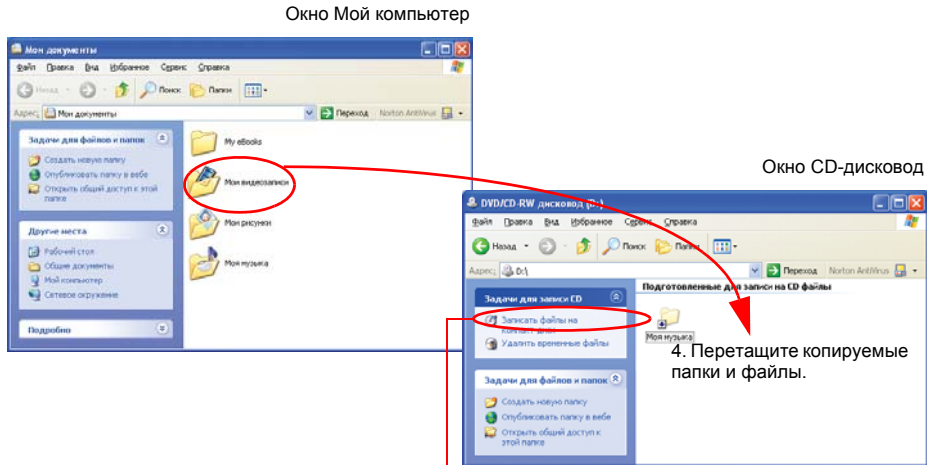 Окно Мой компьютер
Мои документы
Файл Правка Вид Избранное Сервис Справка
Назад Поиск Папки
Адрес: Мои документы Переход Norton AntiVirus
Задачи для файлов и папок
Создать новую папку
Опубликовать папку в вебе
Открыть общий доступ к этой
папке
Другие места
Рабочий стол
Общие документы
Мой компьютер
Сетевое окружение
Подробно
My eBooks
Мои видеозаписи
Мои рисунки
Моя музыка
Окно CD-дисковод
DVD/CD-RW дисковод (D:)
Файл Правка Вид Избранное Сервис Справка
Назад Поиск Папки
Адрес: D:\ Переход Norton AntiVirus
Подготовленные для записи на CD файлы
Задачи для записи CD
Записать файлы на
компакт-диск
Удалить временные файлы
Задачи для файлов и папок
Создать новую папку
Опубликовать папку в вебе
Открыть общий доступ к
этой папке
Моя музыка
4. Перетащите копируемые
папки и файлы.